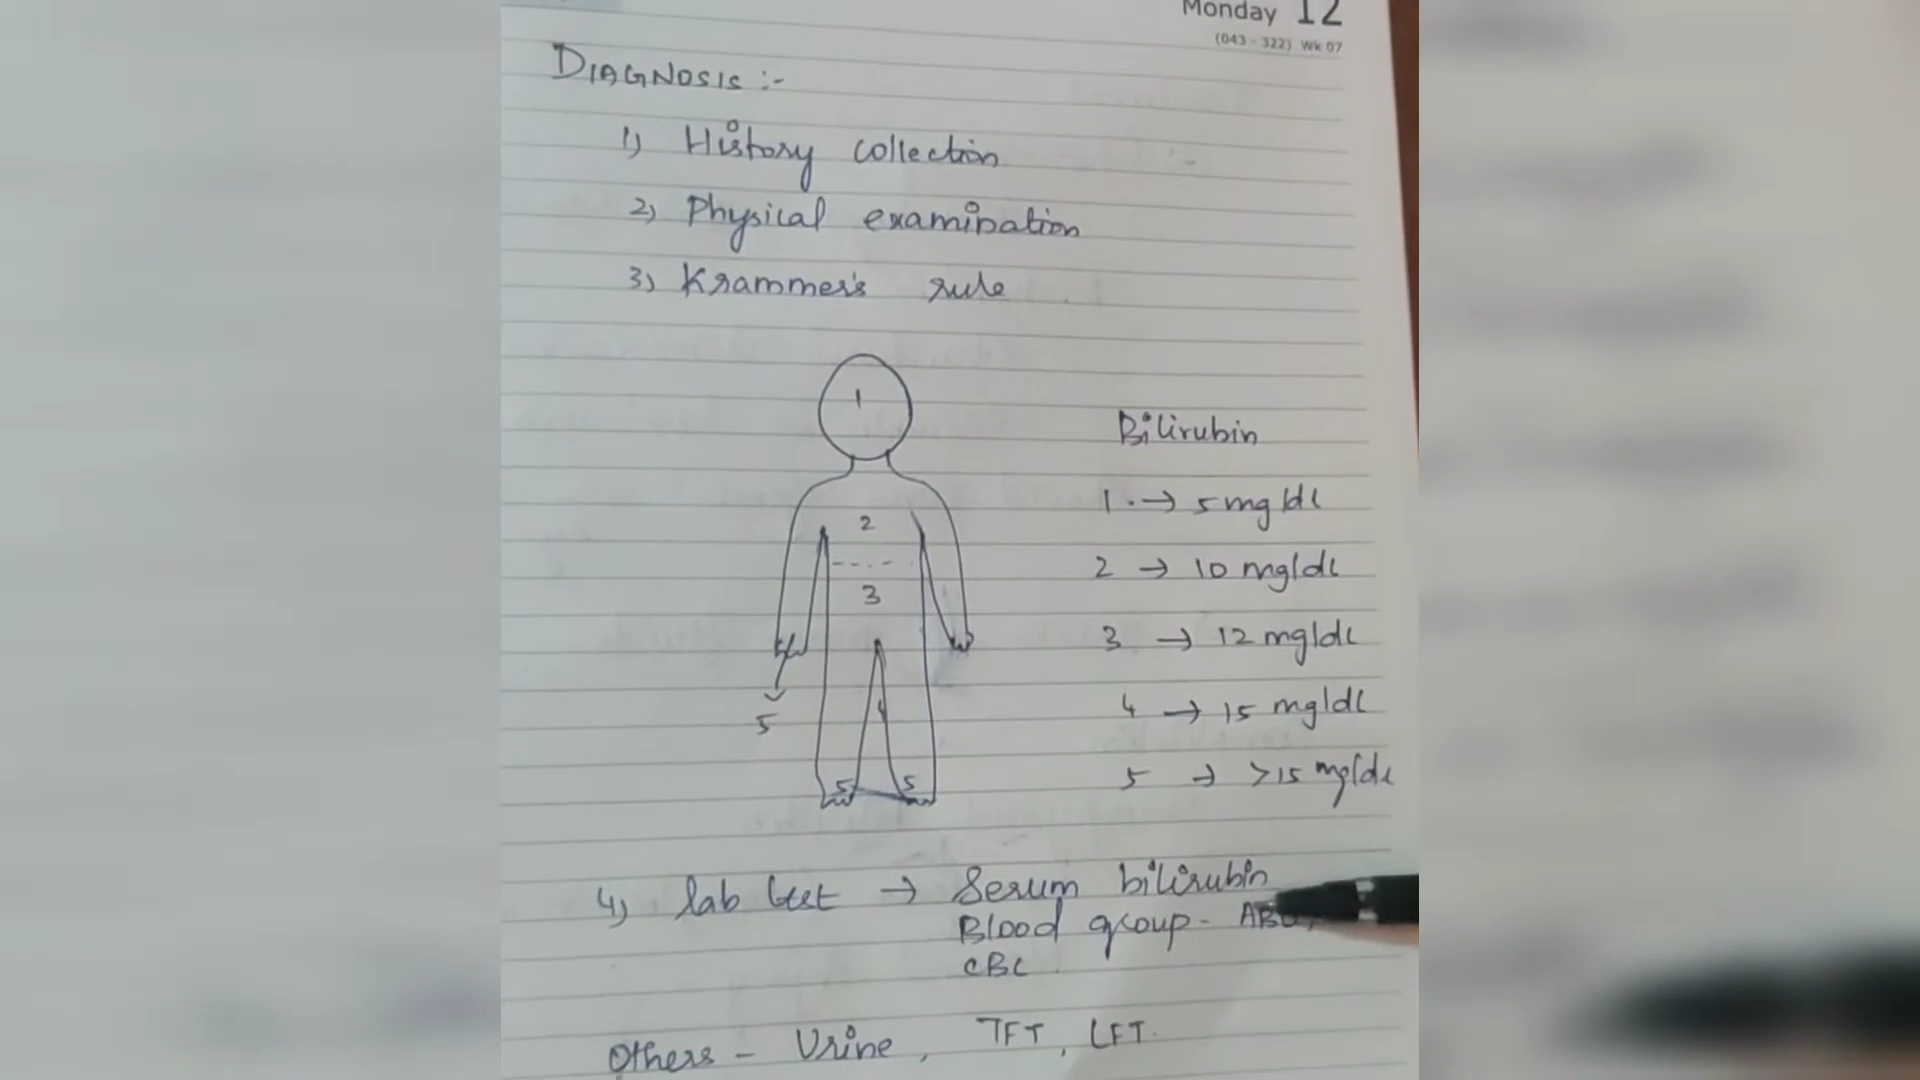 Monday 12
(043 - 322) Wk 07
DIAGNOSIS :-
1) History collection
2) Physical examination
3) Krammer's rule
1
2
3
4
5
5 5
Bilirubin
1 . → 5 mg/dl
2 → 10 mg/dl
3 → 12 mg/dl
4 → 15 mg/dl
5 → >15 mg/dl
4) lab test → Serum bilirubin
Blood group - ABO,
CBC
Others - Urine, TFT, LFT.